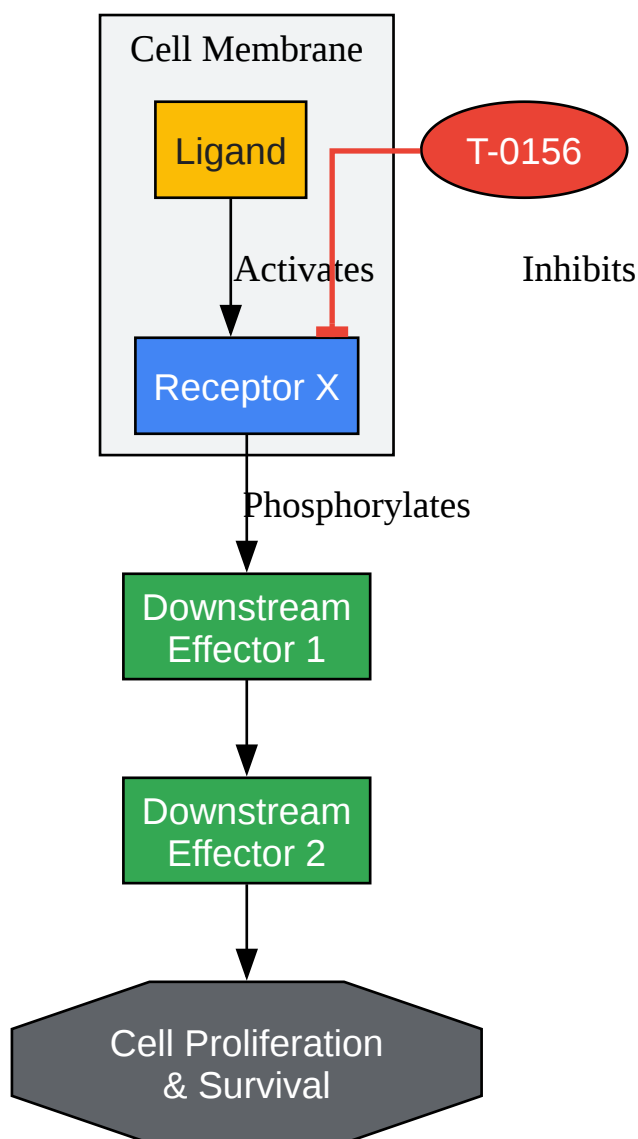 Cell Membrane
Ligand
T-0156
Activates
Inhibits
Receptor X
Phosphorylates
Downstream
Effector 1
Downstream
Effector 2
Cell Proliferation
& Survival